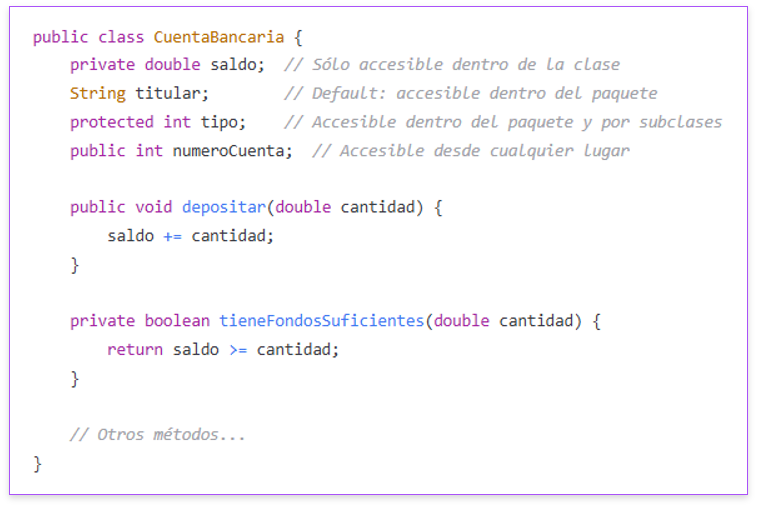 public class CuentaBancaria {
    private double saldo;  // Sólo accesible dentro de la clase
    String titular;        // Default: accesible dentro del paquete
    protected int tipo;    // Accesible dentro del paquete y por subclases
    public int numeroCuenta;  // Accesible desde cualquier lugar

    public void depositar(double cantidad) {
        saldo += cantidad;
    }

    private boolean tieneFondosSuficientes(double cantidad) {
        return saldo >= cantidad;
    }

    // Otros métodos...
}